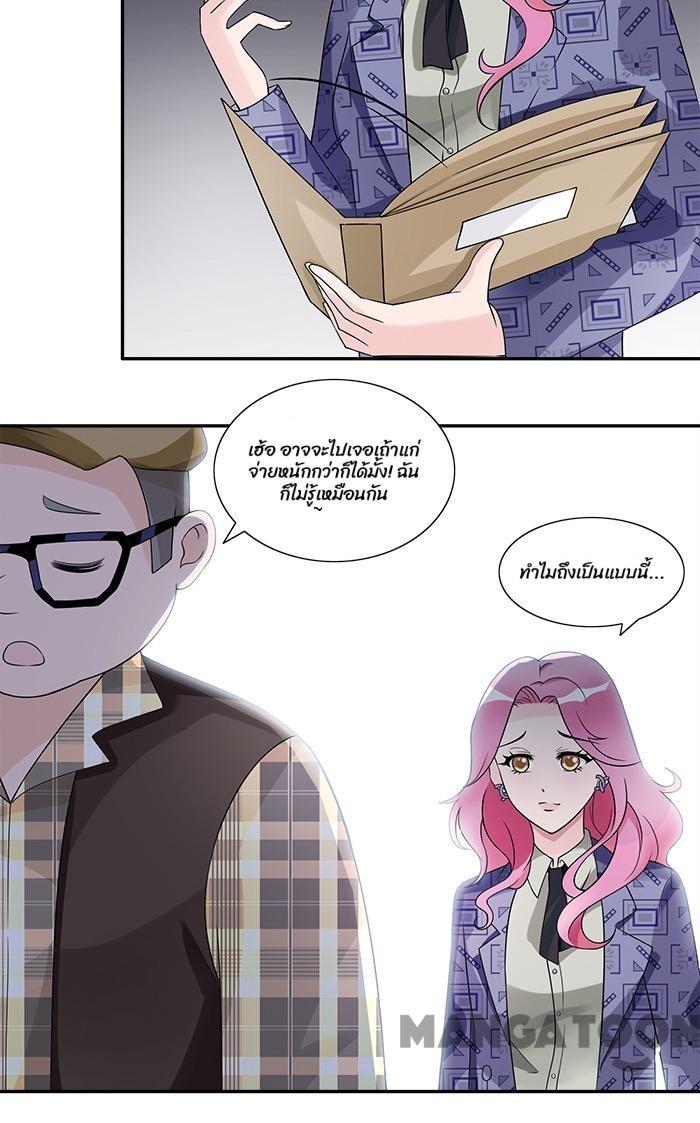 เฮ้อ อาจจะไปเจอเถ้าแก่
จ่ายหนักกว่าก็ได้มั้ง! ฉัน
ก็ไม่รู้เหมือนกัน
~
ทำไมถึงเป็นแบบนี้...
MANGATOON